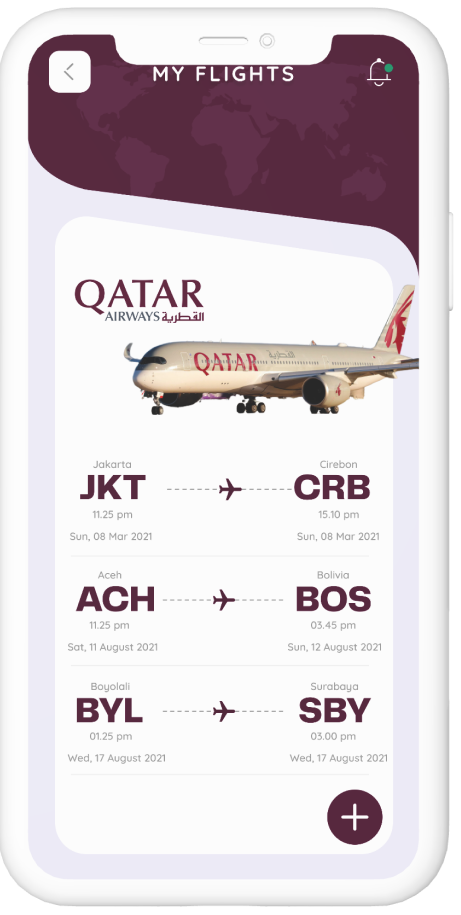 MY FLIGHTS
QATAR
AIRWAYS القطرية
QATAR القطرية
Jakarta Cirebon
JKT CRB
11.25 pm 15.10 pm
Sun, 08 Mar 2021 Sun, 08 Mar 2021
Aceh Bolivia
ACH BOS
11.25 pm 03.45 pm
Sat, 11 August 2021 Sun, 12 August 2021
Boyolali Surabaya
BYL SBY
01.25 pm 03.00 pm
Wed, 17 August 2021 Wed, 17 August 2021